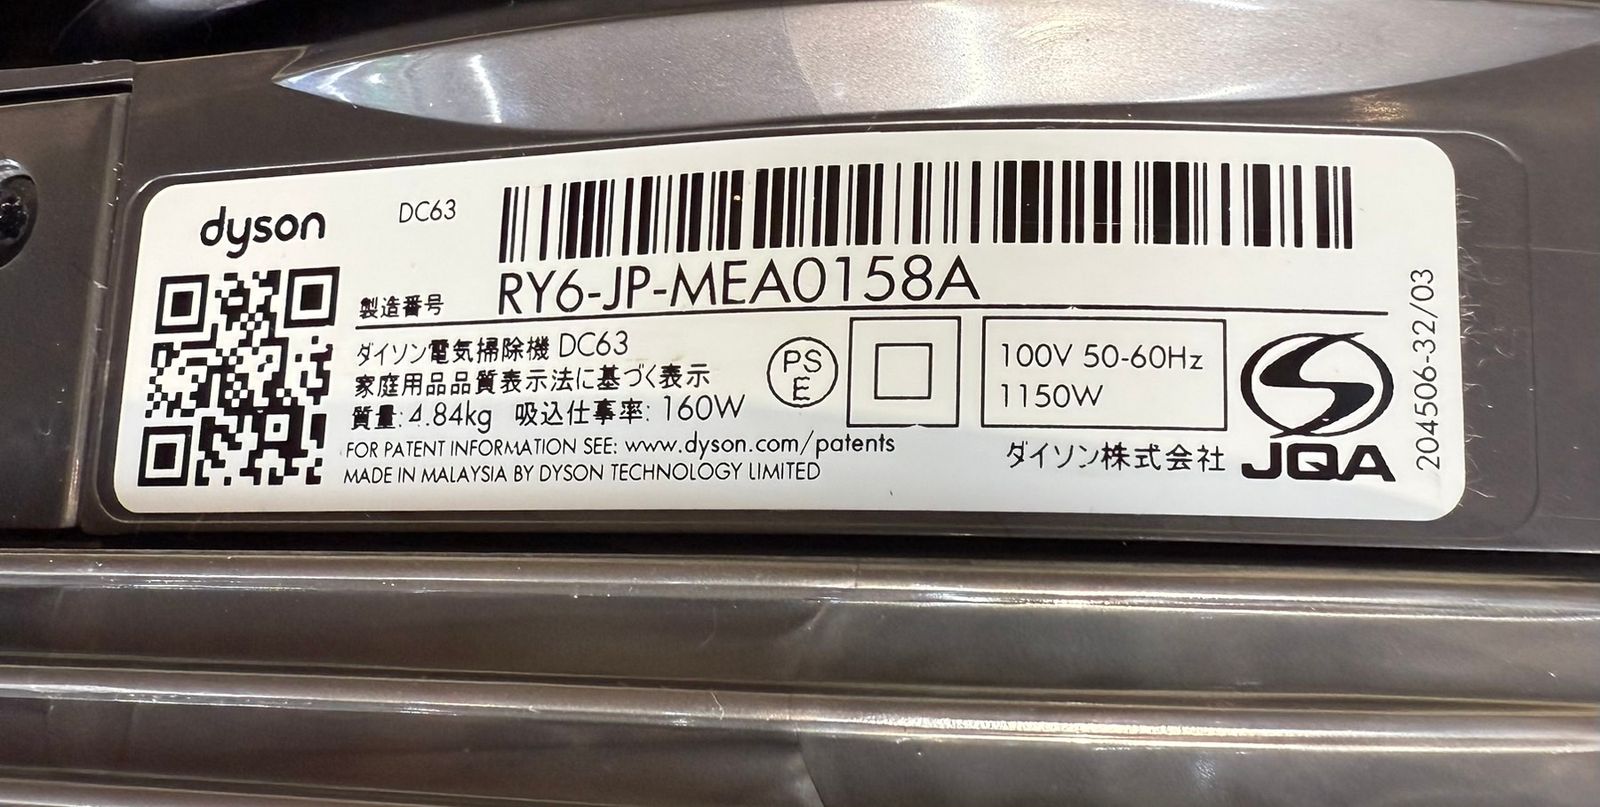 dyson
DC63
製造番号 RY6-JP-MEA0158A
ダイソン電気掃除機 DC63
家庭用品品質表示法に基づく表示
質量: 4.84kg 吸込仕事率: 160W
FOR PATENT INFORMATION SEE: www.dyson.com/patents
MADE IN MALAYSIA BY DYSON TECHNOLOGY LIMITED
PS
E
100V 50-60Hz
1150W
ダイソン株式会社
JQA
204506-32/03